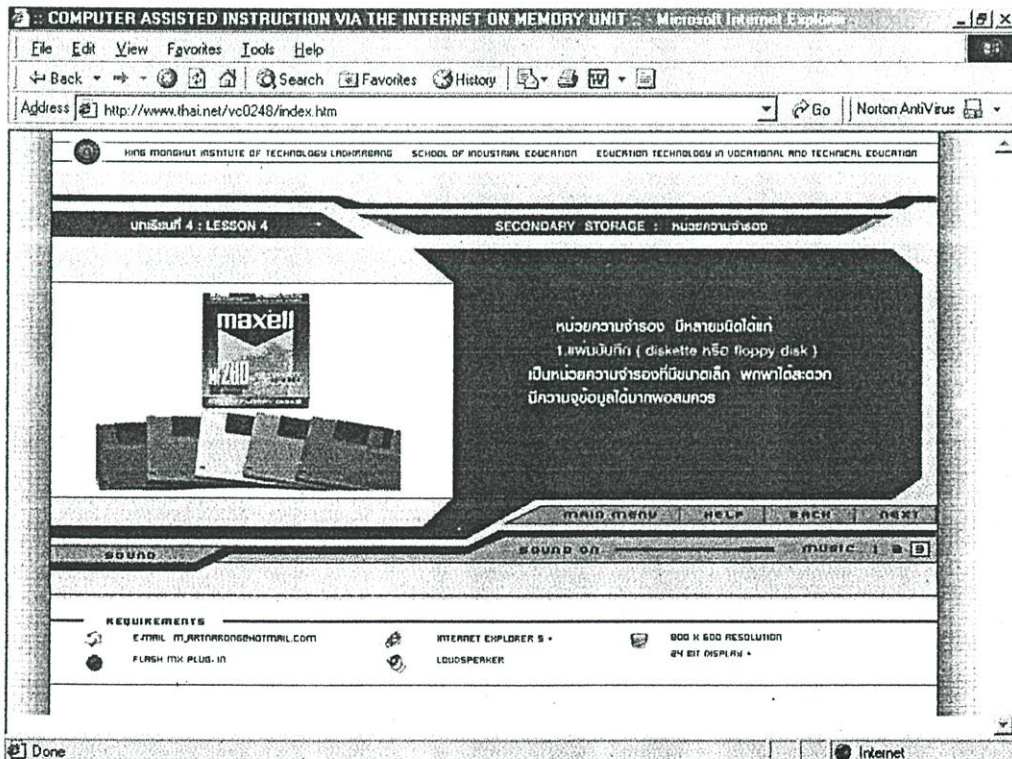 :: COMPUTER ASSISTED INSTRUCTION VIA THE INTERNET ON MEMORY UNIT :: - Microsoft Internet Explorer
File Edit View Favorites Tools Help
Back Search Favorites History
Address http://www.thai.net/vc0248/index.htm Go Norton AntiVirus
KING MONGKUT INSTITUTE OF TECHNOLOGY LADKRABANG SCHOOL OF INDUSTRIAL EDUCATION EDUCATION TECHNOLOGY IN VOCATIONAL AND TECHNICAL EDUCATION
บทเรียนที่ 4 : LESSON 4
SECONDARY STORAGE : หน่วยความจำรอง
maxell
หน่วยความจำรอง มีหลายชนิดได้แก่
1.แผ่นบันทึก ( diskette หรือ floppy disk )
เป็นหน่วยความจำรองที่มีขนาดเล็ก พกพาได้สะดวก
มีความจุข้อมูลได้มากพอสมควร
MAIN MENU HELP BACK NEXT
SOUND
SOUND ON MUSIC 1 2 3
REQUIREMENTS
E-MAIL M_ARTNARONG@HOTMAIL.COM
INTERNET EXPLORER 5 +
800 X 600 RESOLUTION
24 BIT DISPLAY +
FLASH MX PLUG-IN
LOUDSPEAKER
Done
Internet